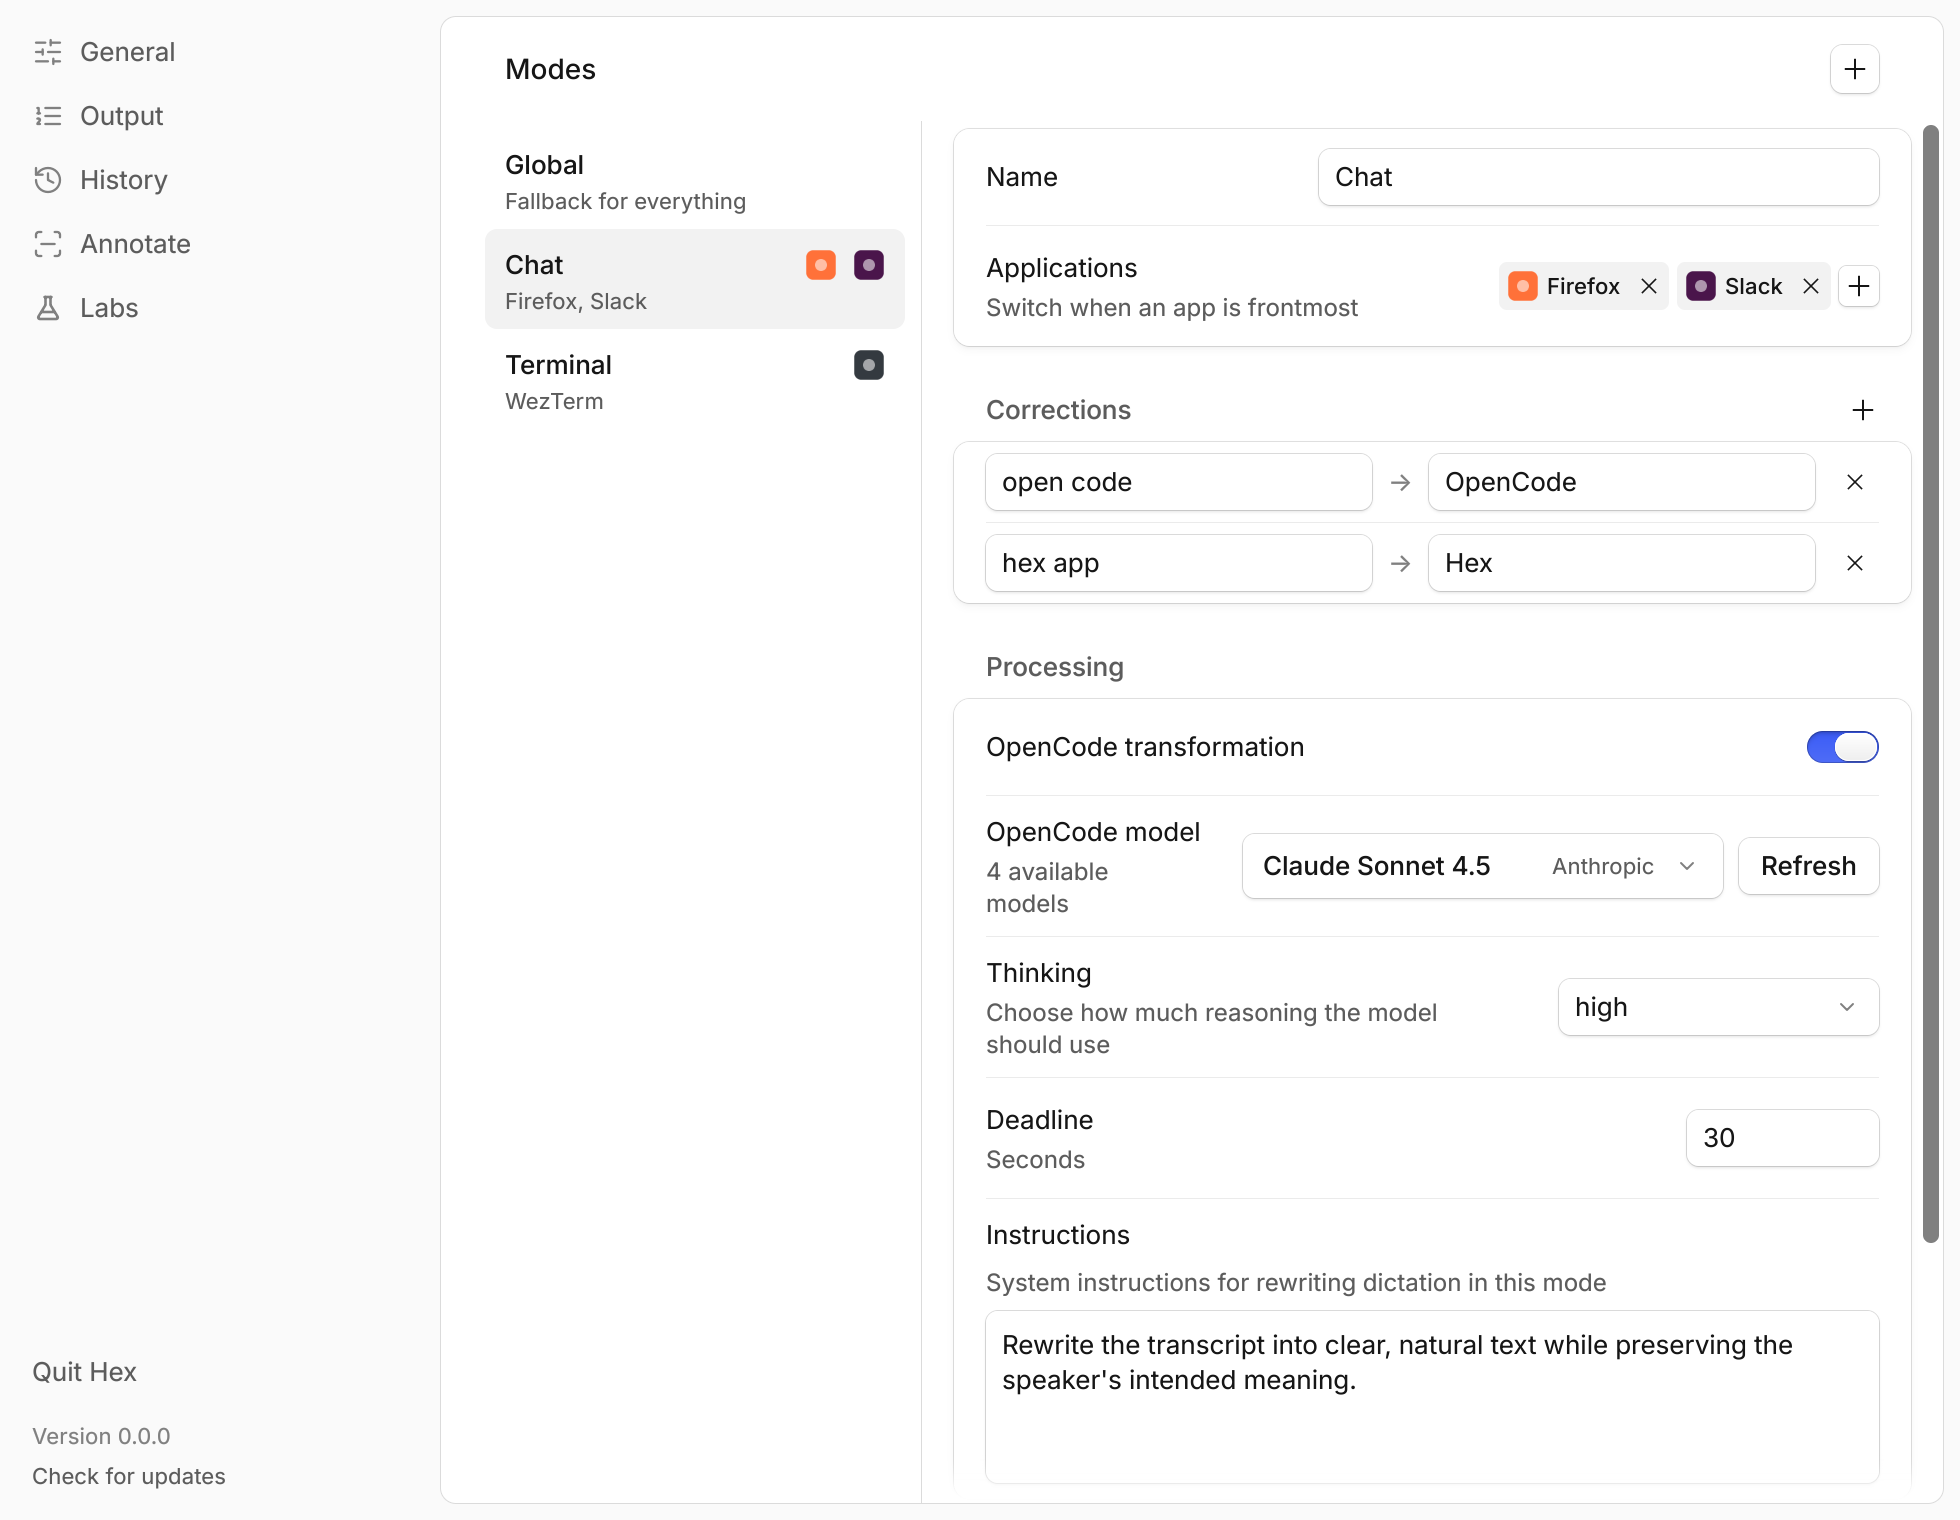 General
Output
History
Annotate
Labs
Quit Hex
Version 0.0.0
Check for updates
Modes
Global
Fallback for everything
Chat
Firefox, Slack
Terminal
WezTerm
Name
Chat
Applications
Switch when an app is frontmost
Firefox
Slack
Corrections
open code → OpenCode
hex app → Hex
Processing
OpenCode transformation
OpenCode model
4 available
models
Claude Sonnet 4.5 Anthropic
Refresh
Thinking
Choose how much reasoning the model
should use
high
Deadline
Seconds
30
Instructions
System instructions for rewriting dictation in this mode
Rewrite the transcript into clear, natural text while preserving the
speaker's intended meaning.